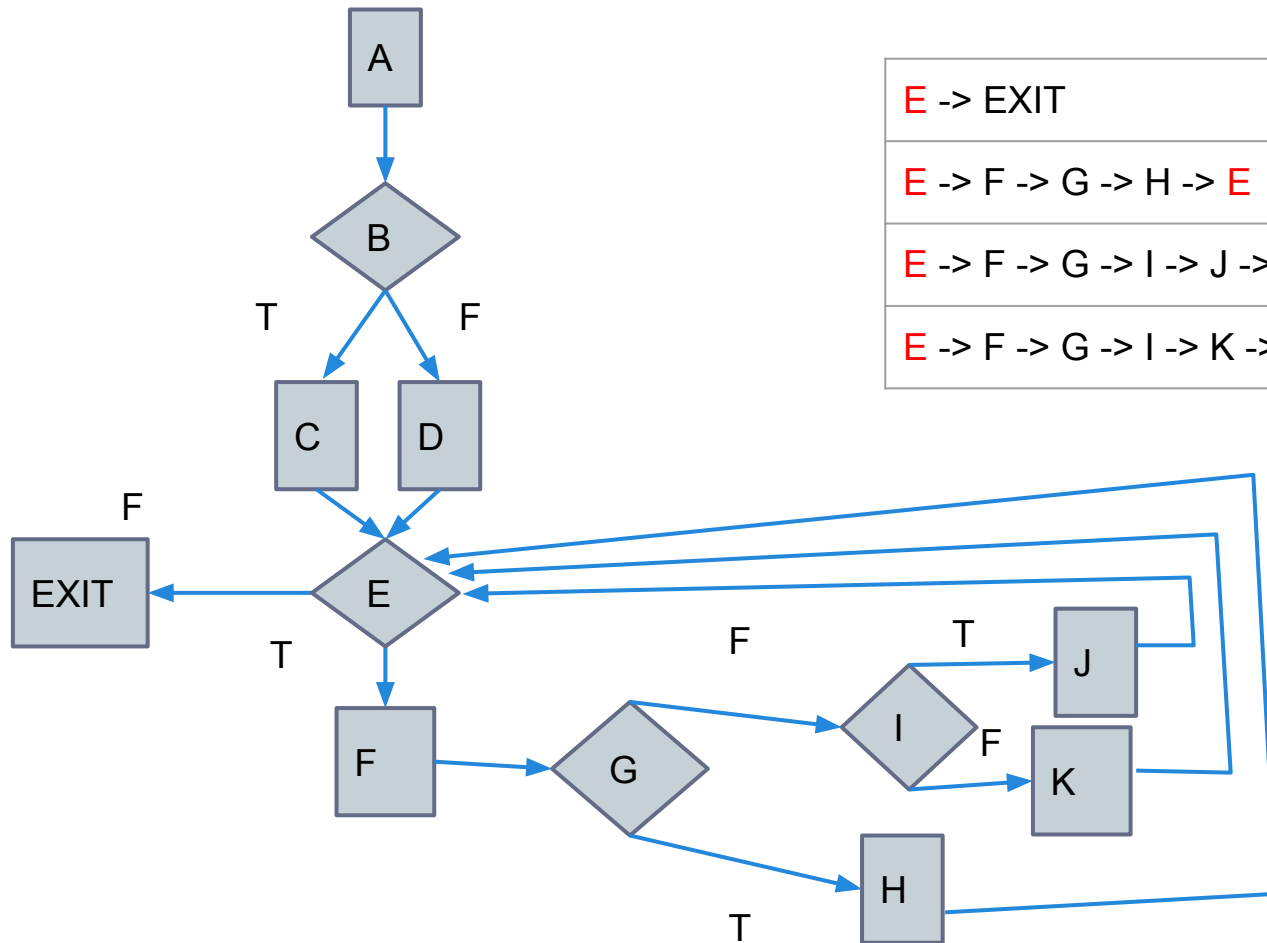 A
E -> EXIT
E -> F -> G -> H -> E
B
E -> F -> G -> I -> J ->
T
F
E -> F -> G -> I -> K ->
C
D
F
EXIT
E
T
F
T
J
I
F
F
G
K
H
T